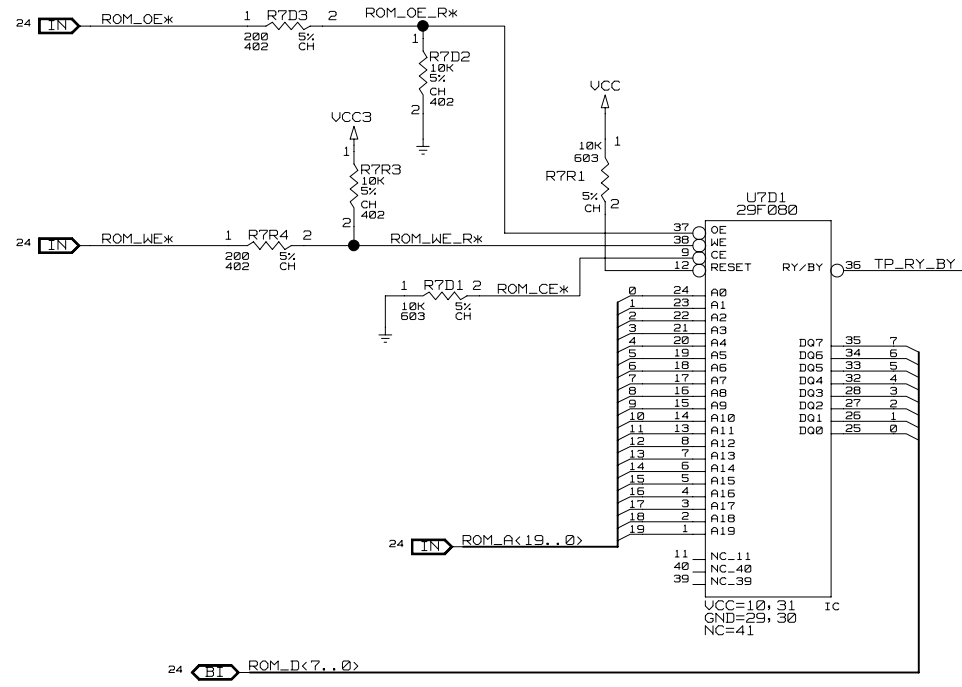 24 IN ROM_OE* 1 R7D3 2 ROM_OE_R*
200 5%
402 CH
1
R7D2
10K
5%
CH
402
2
VCC3
1
R7R3
10K
5%
CH
402
2
VCC
1
10K
603
R7R1
5%
CH
2
24 IN ROM_WE* 1 R7R4 2 ROM_WE_R*
200 5%
402 CH
1 R7D1 2 ROM_CE*
10K 5%
603 CH
U7D1
29F080
37 OE
38 WE
9 CE
12 RESET RY/BY 36 TP_RY_BY
0 24 A0
1 23 A1
2 22 A2
3 21 A3
4 20 A4
5 19 A5
6 18 A6
7 17 A7
8 16 A8
9 15 A9
10 14 A10
11 13 A11
12 8 A12
13 7 A13
14 6 A14
15 5 A15
16 4 A16
17 3 A17
18 2 A18
19 1 A19
DQ7 35 7
DQ6 34 6
DQ5 33 5
DQ4 32 4
DQ3 28 3
DQ2 27 2
DQ1 26 1
DQ0 25 0
24 IN ROM_A<19..0>
11 NC_11
40 NC_40
39 NC_39
VCC=10,31 IC
GND=29,30
NC=41
24 BI ROM_D<7..0>